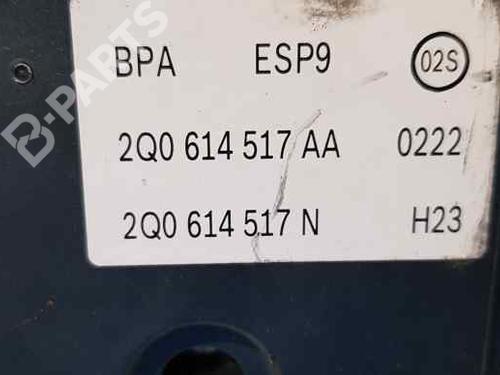 B-PARTS
BPA ESP9 02S
2Q0 614 517 AA 0222
2Q0 614 517 N H23